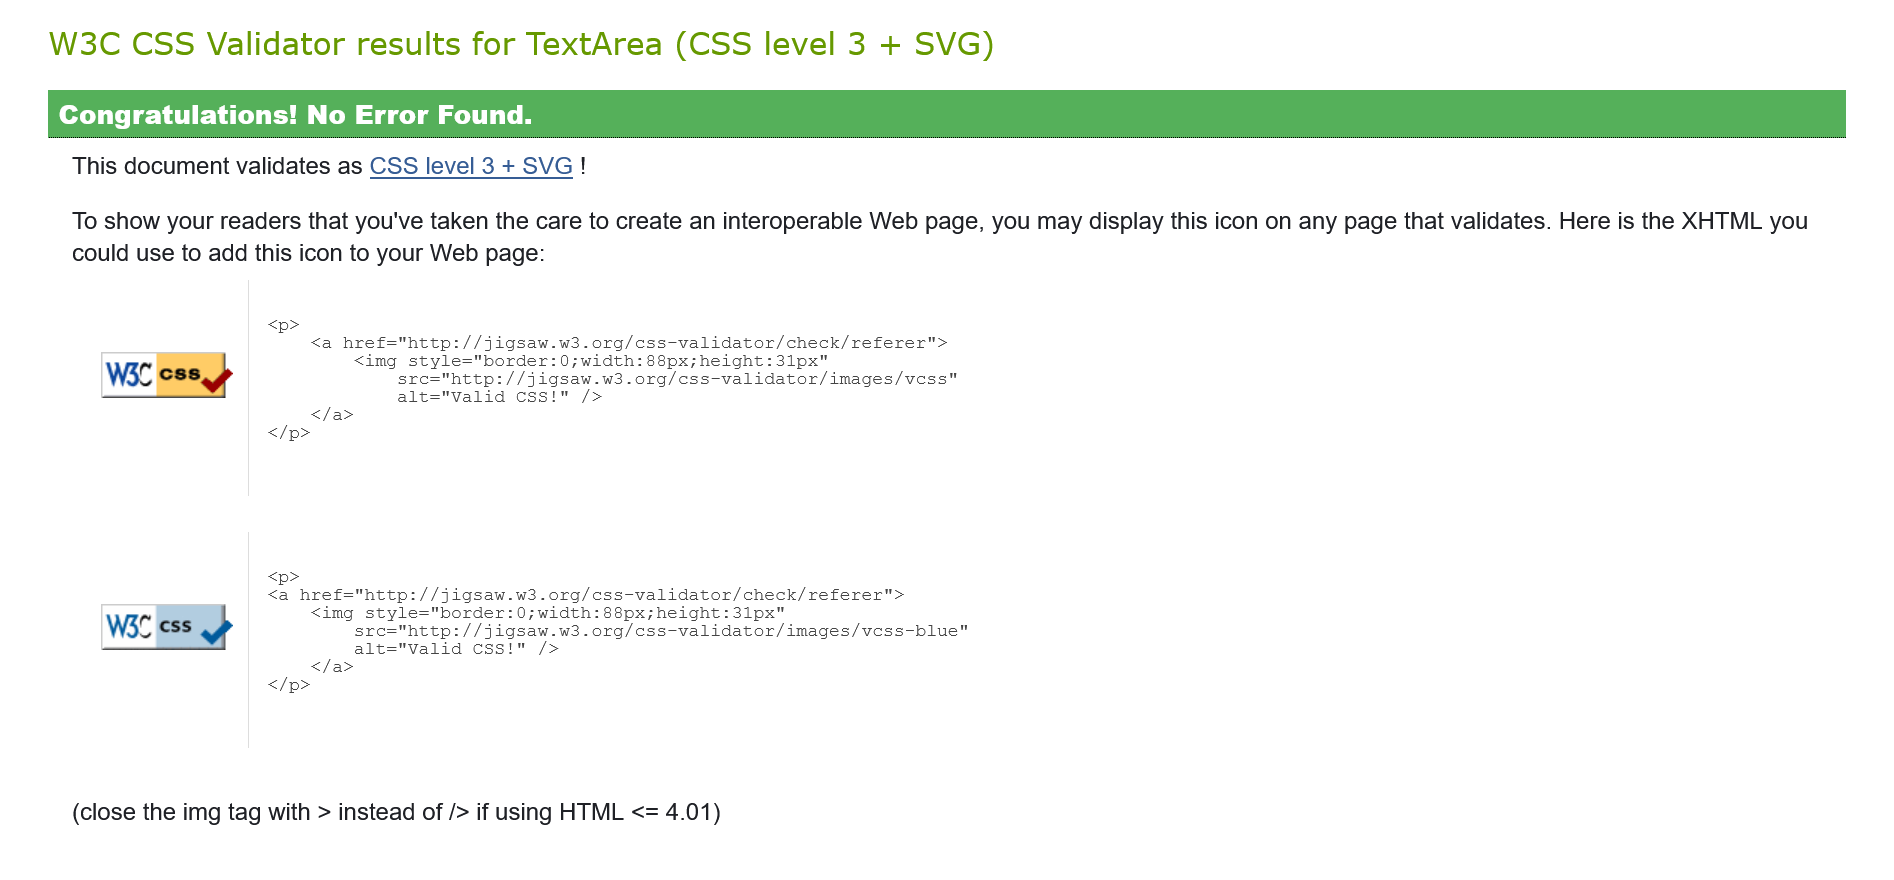 W3C CSS Validator results for TextArea (CSS level 3 + SVG)
Congratulations! No Error Found.
This document validates as CSS level 3 + SVG !
To show your readers that you've taken the care to create an interoperable Web page, you may display this icon on any page that validates. Here is the XHTML you
could use to add this icon to your Web page:
<p>
    <a href="http://jigsaw.w3.org/css-validator/check/referer">
        <img style="border:0;width:88px;height:31px"
W3C css
            src="http://jigsaw.w3.org/css-validator/images/vcss"
            alt="Valid CSS!" />
    </a>
</p>
<p>
<a href="http://jigsaw.w3.org/css-validator/check/referer">
    <img style="border:0;width:88px;height:31px"
W3C css
        src="http://jigsaw.w3.org/css-validator/images/vcss-blue"
        alt="Valid CSS!" />
    </a>
</p>
(close the img tag with > instead of /> if using HTML <= 4.01)